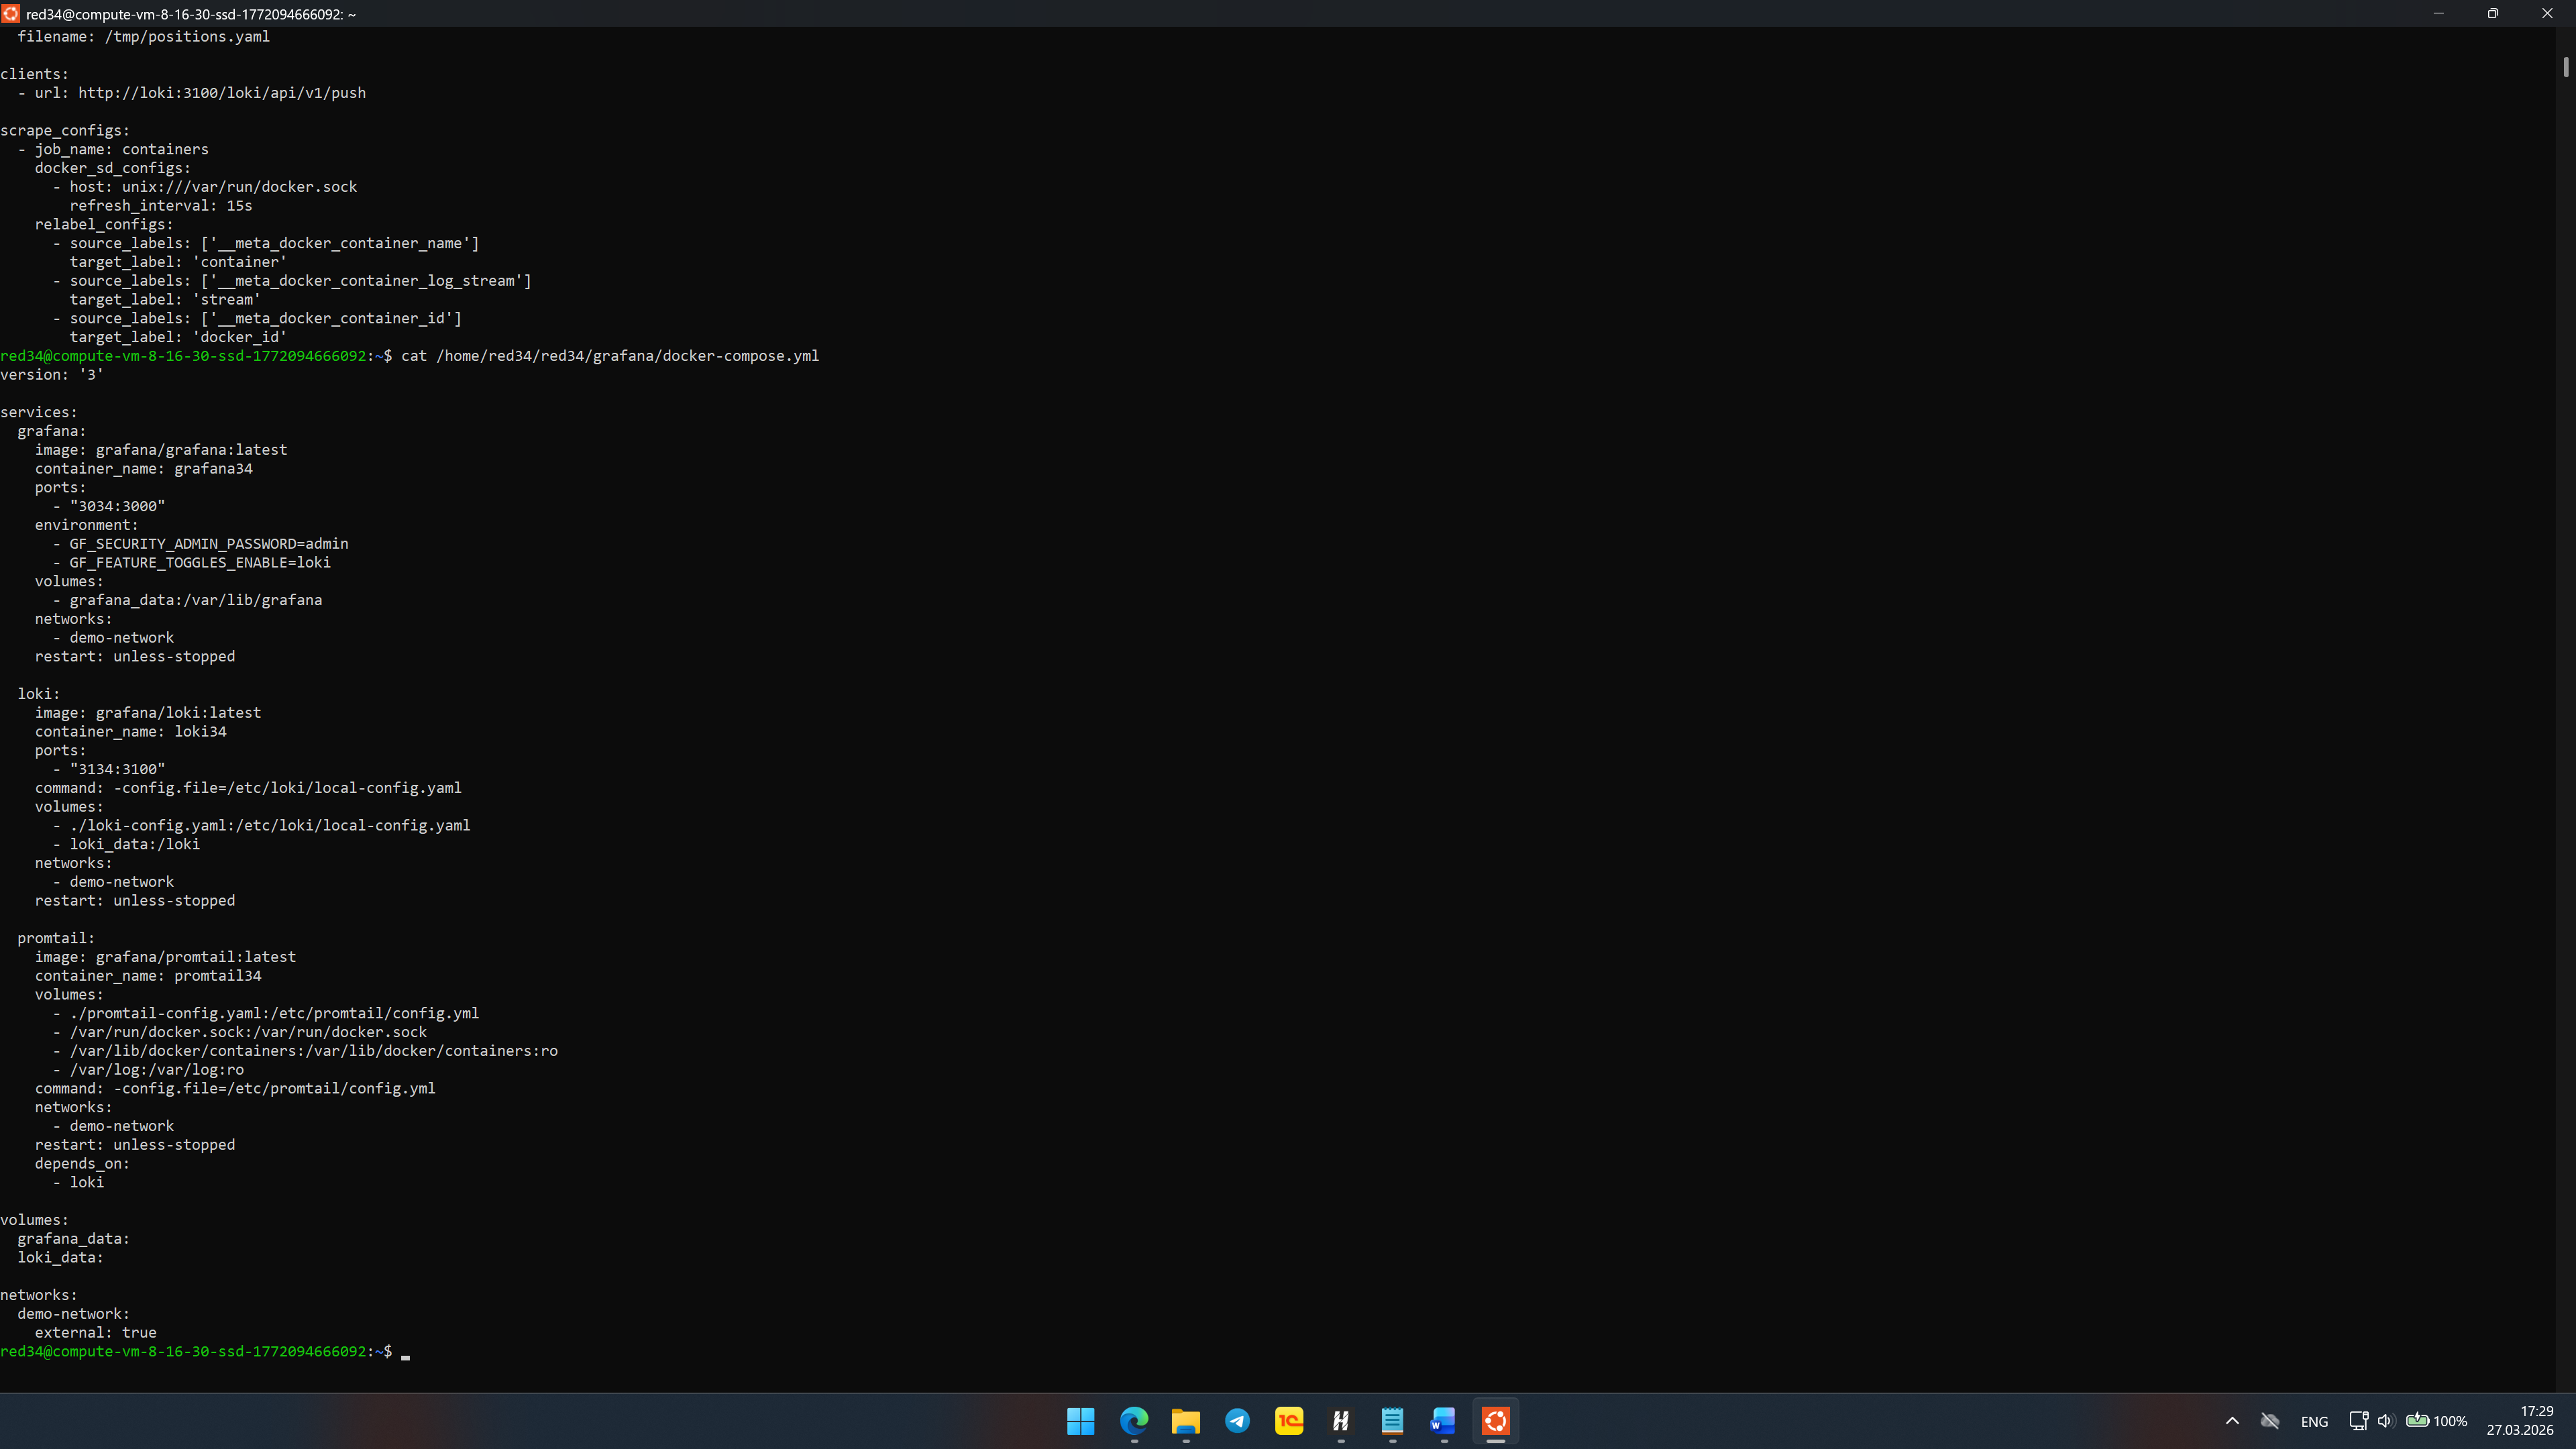 red34@compute-vm-8-16-30-ssd-1772094666092: ~
  filename: /tmp/positions.yaml

clients:
  - url: http://loki:3100/loki/api/v1/push

scrape_configs:
  - job_name: containers
    docker_sd_configs:
      - host: unix:///var/run/docker.sock
        refresh_interval: 15s
    relabel_configs:
      - source_labels: ['__meta_docker_container_name']
        target_label: 'container'
      - source_labels: ['__meta_docker_container_log_stream']
        target_label: 'stream'
      - source_labels: ['__meta_docker_container_id']
        target_label: 'docker_id'
red34@compute-vm-8-16-30-ssd-1772094666092:~$ cat /home/red34/red34/grafana/docker-compose.yml
version: '3'

services:
  grafana:
    image: grafana/grafana:latest
    container_name: grafana34
    ports:
      - "3034:3000"
    environment:
      - GF_SECURITY_ADMIN_PASSWORD=admin
      - GF_FEATURE_TOGGLES_ENABLE=loki
    volumes:
      - grafana_data:/var/lib/grafana
    networks:
      - demo-network
    restart: unless-stopped

  loki:
    image: grafana/loki:latest
    container_name: loki34
    ports:
      - "3134:3100"
    command: -config.file=/etc/loki/local-config.yaml
    volumes:
      - ./loki-config.yaml:/etc/loki/local-config.yaml
      - loki_data:/loki
    networks:
      - demo-network
    restart: unless-stopped

  promtail:
    image: grafana/promtail:latest
    container_name: promtail34
    volumes:
      - ./promtail-config.yaml:/etc/promtail/config.yml
      - /var/run/docker.sock:/var/run/docker.sock
      - /var/lib/docker/containers:/var/lib/docker/containers:ro
      - /var/log:/var/log:ro
    command: -config.file=/etc/promtail/config.yml
    networks:
      - demo-network
    restart: unless-stopped
    depends_on:
      - loki

volumes:
  grafana_data:
  loki_data:

networks:
  demo-network:
    external: true
red34@compute-vm-8-16-30-ssd-1772094666092:~$
1C
H
W
ENG
100%
17:29
27.03.2026